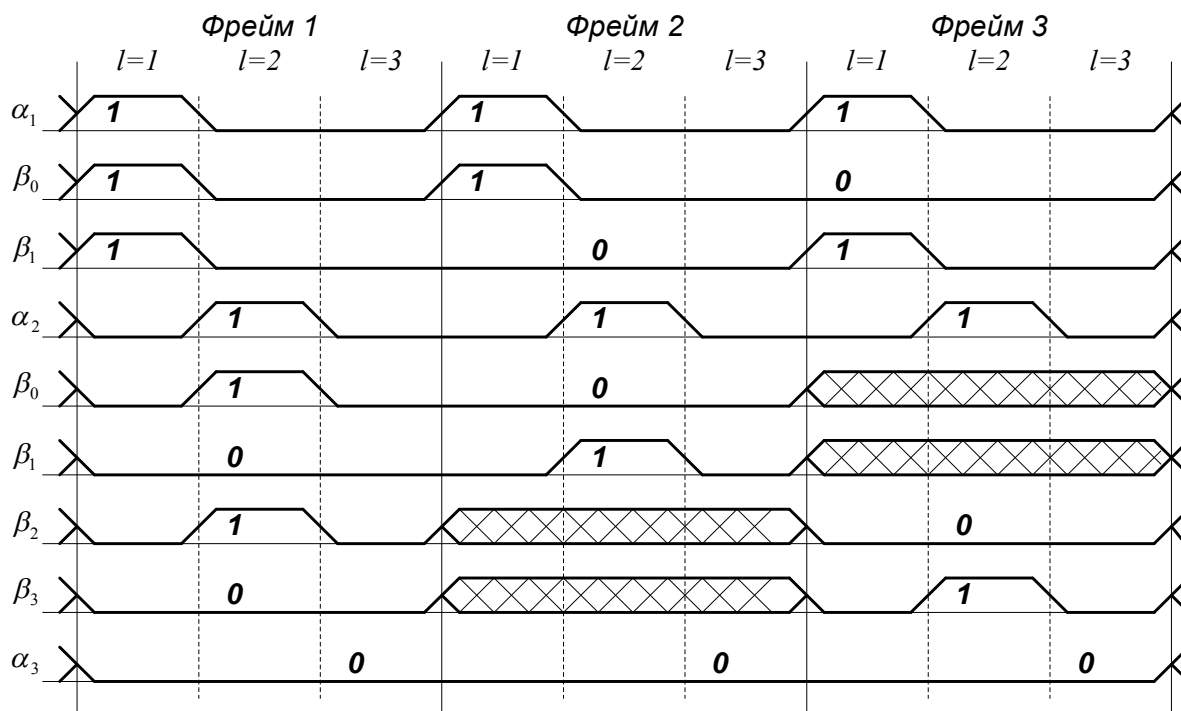 Фрейм 1 Фрейм 2 Фрейм 3
l=1 l=2 l=3 l=1 l=2 l=3 l=1 l=2 l=3
α₁ 1 1 1
β₀ 1 1 0
β₁ 1 0 1
α₂ 1 1 1
β₀ 1 0
β₁ 0 1
β₂ 1 0
β₃ 0 1
α₃ 0 0 0